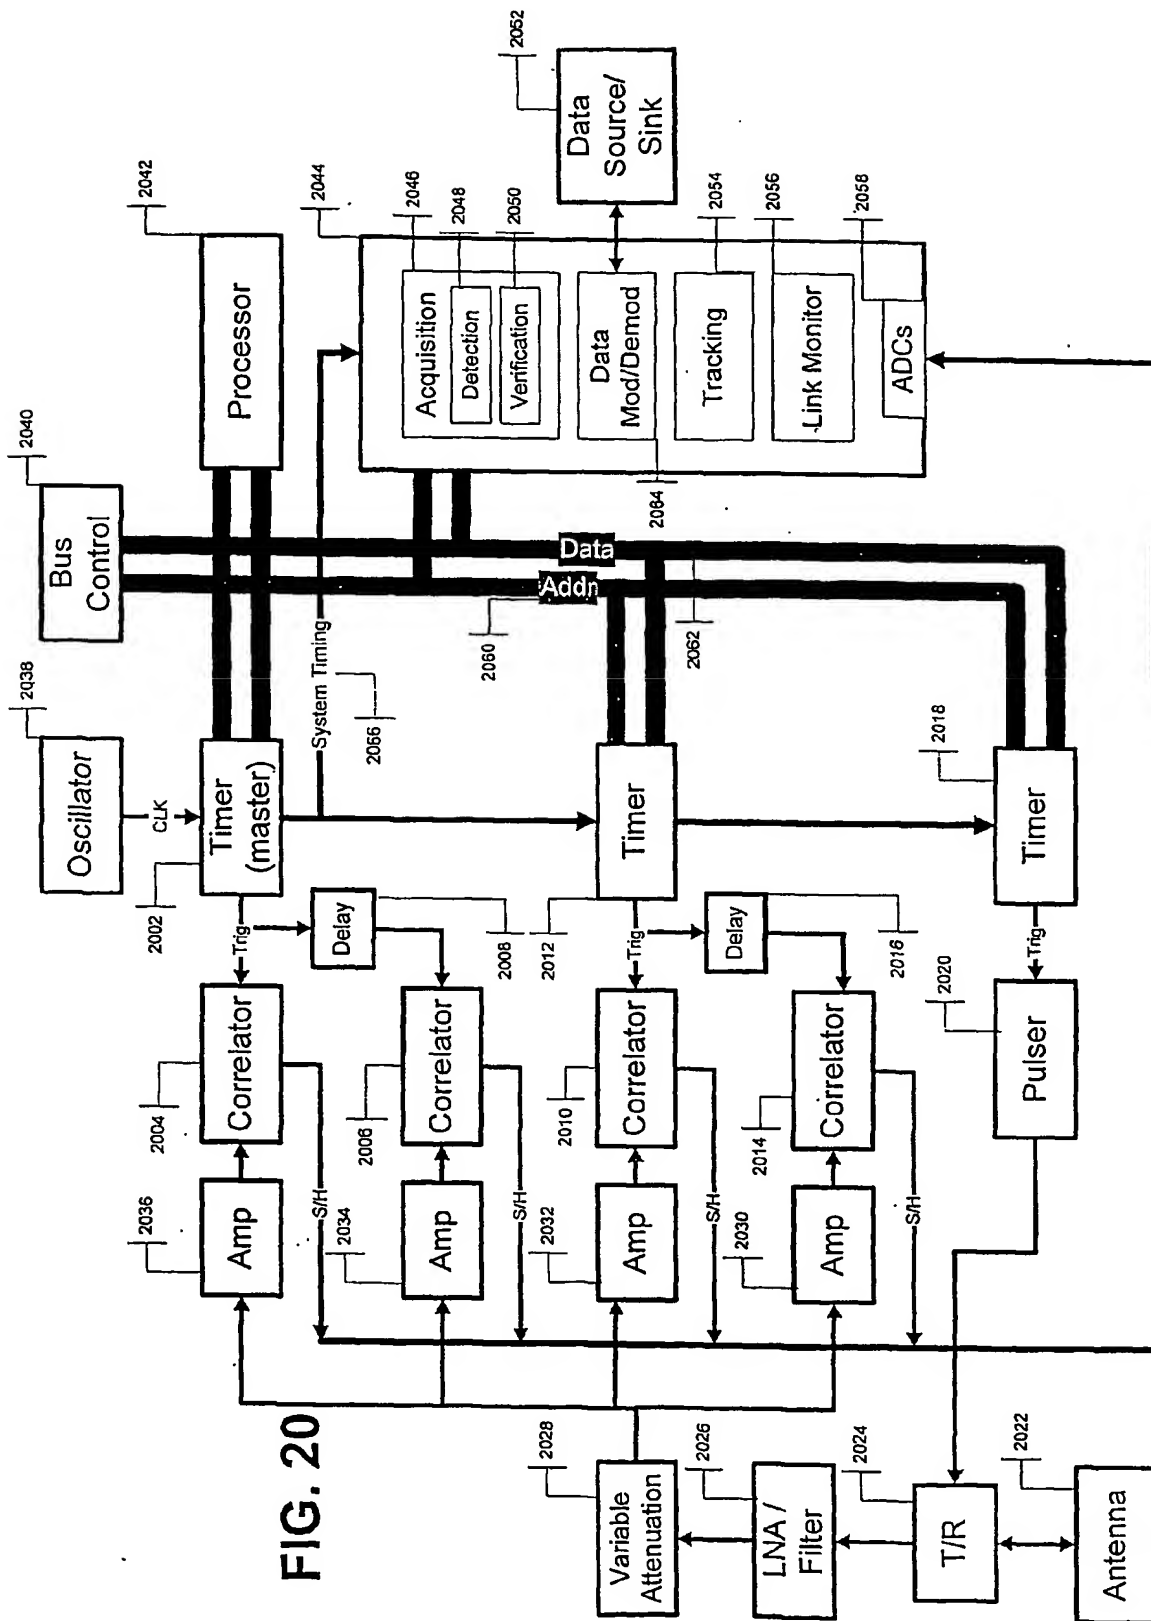 FIG. 20
2022
Antenna
2024
T/R
2026
LNA /
Filter
2028
Variable
Attenuation
2030
Amp
2032
Amp
2034
Amp
2036
Amp
S/H
S/H
S/H
S/H
2014
Correlator
2010
Correlator
2006
Correlator
2004
Correlator
2020
Pulser
Trig
2016
Delay
Trig
2012
2008
Delay
Trig
2002
2018
Timer
Timer
Timer
(master)
CLK
2038
Oscillator
2066
System Timing
2062
2060
Data
Addn
2040
Bus
Control
2042
Processor
2044
2046
Acquisition
2048
Detection
2050
Verification
2064
Data
Mod/Demod
2054
Tracking
2056
Link Monitor
2058
ADCs
2052
Data
Source/
Sink